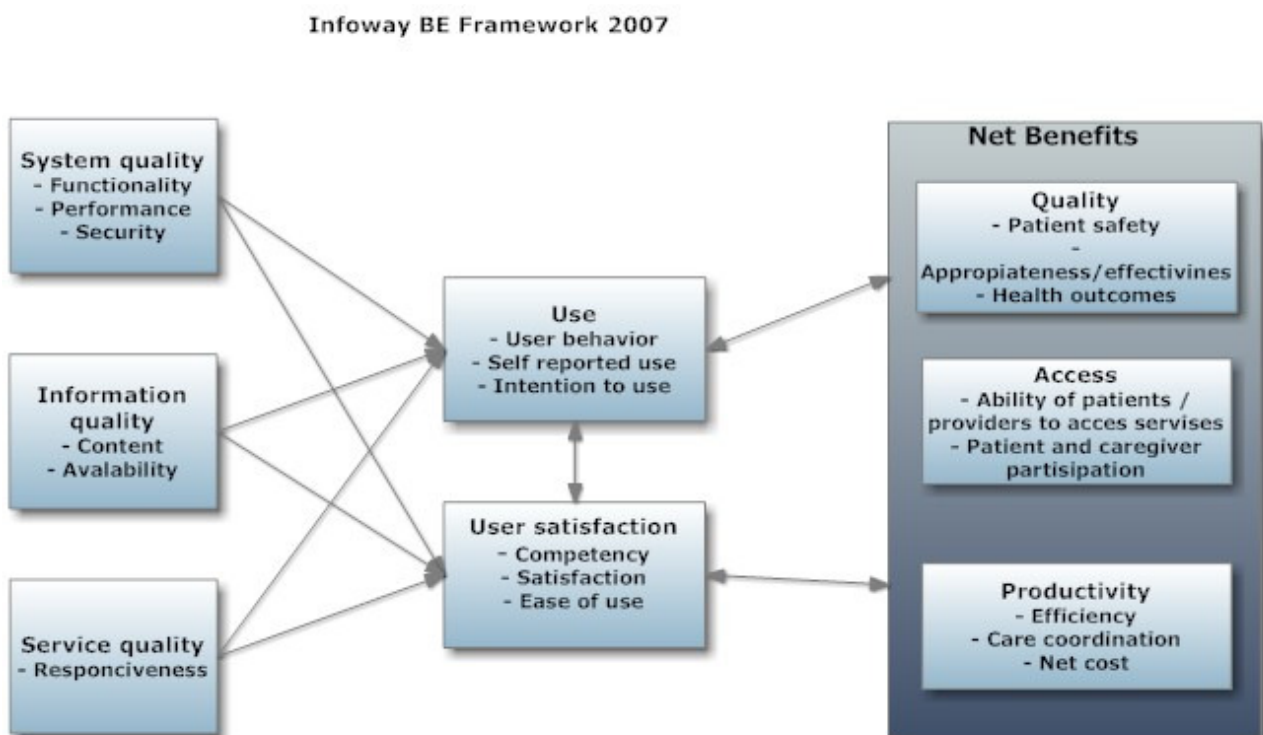 Infoway BE Framework 2007
System quality
- Functionality
- Performance
- Security
Information
quality
- Content
- Avalability
Service quality
- Responciveness
Use
- User behavior
- Self reported use
- Intention to use
User satisfaction
- Competency
- Satisfaction
- Ease of use
Net Benefits
Quality
- Patient safety
-
Appropiateness/effectivines
- Health outcomes
Access
- Ability of patients /
providers to acces servises
- Patient and caregiver
partisipation
Productivity
- Efficiency
- Care coordination
- Net cost